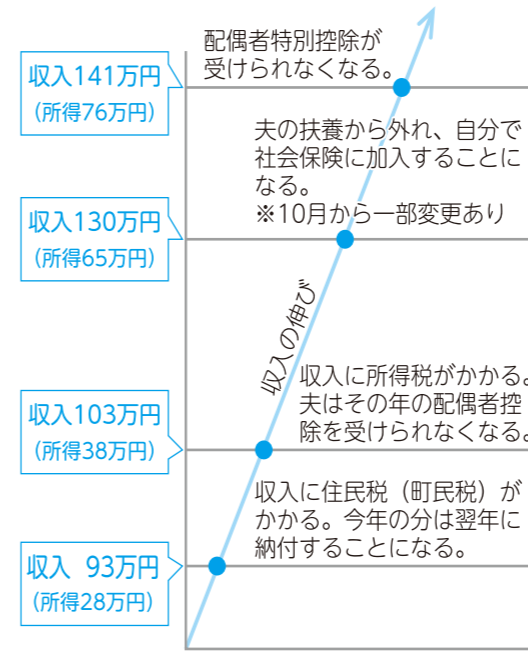 配偶者特別控除が
受けられなくなる。
収入141万円
(所得76万円)
夫の扶養から外れ、自分で
社会保険に加入することに
なる。
※10月から一部変更あり
収入130万円
(所得65万円)
収入の伸び
収入に所得税がかかる。
夫はその年の配偶者控
除を受けられなくなる。
収入103万円
(所得38万円)
収入に住民税（町民税）が
かかる。今年の分は翌年に
納付することになる。
収入 93万円
(所得28万円)